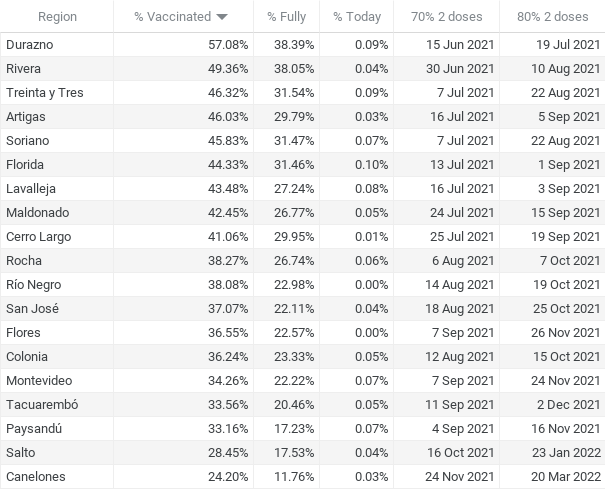 Region % Vaccinated % Fully % Today 70% 2 doses 80% 2 doses
Durazno 57.08% 38.39% 0.09% 15 Jun 2021 19 Jul 2021
Rivera 49.36% 38.05% 0.04% 30 Jun 2021 10 Aug 2021
Treinta y Tres 46.32% 31.54% 0.09% 7 Jul 2021 22 Aug 2021
Artigas 46.03% 29.79% 0.03% 16 Jul 2021 5 Sep 2021
Soriano 45.83% 31.47% 0.07% 7 Jul 2021 22 Aug 2021
Florida 44.33% 31.46% 0.10% 13 Jul 2021 1 Sep 2021
Lavalleja 43.48% 27.24% 0.08% 16 Jul 2021 3 Sep 2021
Maldonado 42.45% 26.77% 0.05% 24 Jul 2021 15 Sep 2021
Cerro Largo 41.06% 29.95% 0.01% 25 Jul 2021 19 Sep 2021
Rocha 38.27% 26.74% 0.06% 6 Aug 2021 7 Oct 2021
Río Negro 38.08% 22.98% 0.00% 14 Aug 2021 19 Oct 2021
San José 37.07% 22.11% 0.04% 18 Aug 2021 25 Oct 2021
Flores 36.55% 22.57% 0.00% 7 Sep 2021 26 Nov 2021
Colonia 36.24% 23.33% 0.05% 12 Aug 2021 15 Oct 2021
Montevideo 34.26% 22.22% 0.07% 7 Sep 2021 24 Nov 2021
Tacuarembó 33.56% 20.46% 0.05% 11 Sep 2021 2 Dec 2021
Paysandú 33.16% 17.23% 0.07% 4 Sep 2021 16 Nov 2021
Salto 28.45% 17.53% 0.04% 16 Oct 2021 23 Jan 2022
Canelones 24.20% 11.76% 0.03% 24 Nov 2021 20 Mar 2022